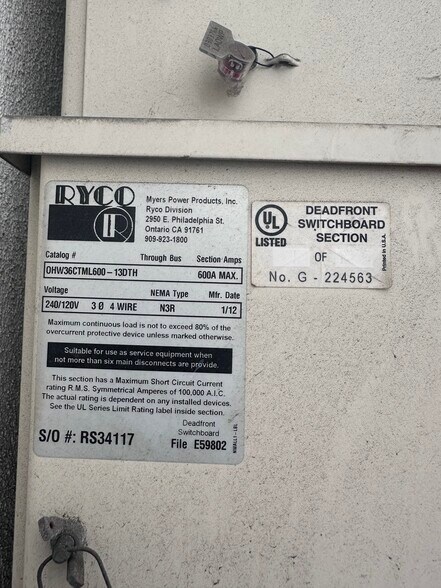 RYCO
Myers Power Products, Inc.
Ryco Division
2950 E. Philadelphia St.
Ontario CA 91761
909-923-1800
Catalog # Through Bus Section Amps
OHW36CTML600-13DTH 600A MAX.
Voltage NEMA Type Mfr. Date
240/120V 3 Ø 4 WIRE N3R 1/12
Maximum continuous load is not to exceed 80% of the
overcurrent protective device unless marked otherwise.
Suitable for use as service equipment when
not more than six main disconnects are provide.
This section has a Maximum Short Circuit Current
rating R.M.S. Symmetrical Amperes of 100,000 A.I.C.
The actual rating is dependent on any installed devices.
See the UL Series Limit Rating label inside section.
Deadfront
Switchboard
S/O #: RS34117 File E59802
UL
LISTED
DEADFRONT
SWITCHBOARD
SECTION
OF
No. G - 224563
Printed in U.S.A.